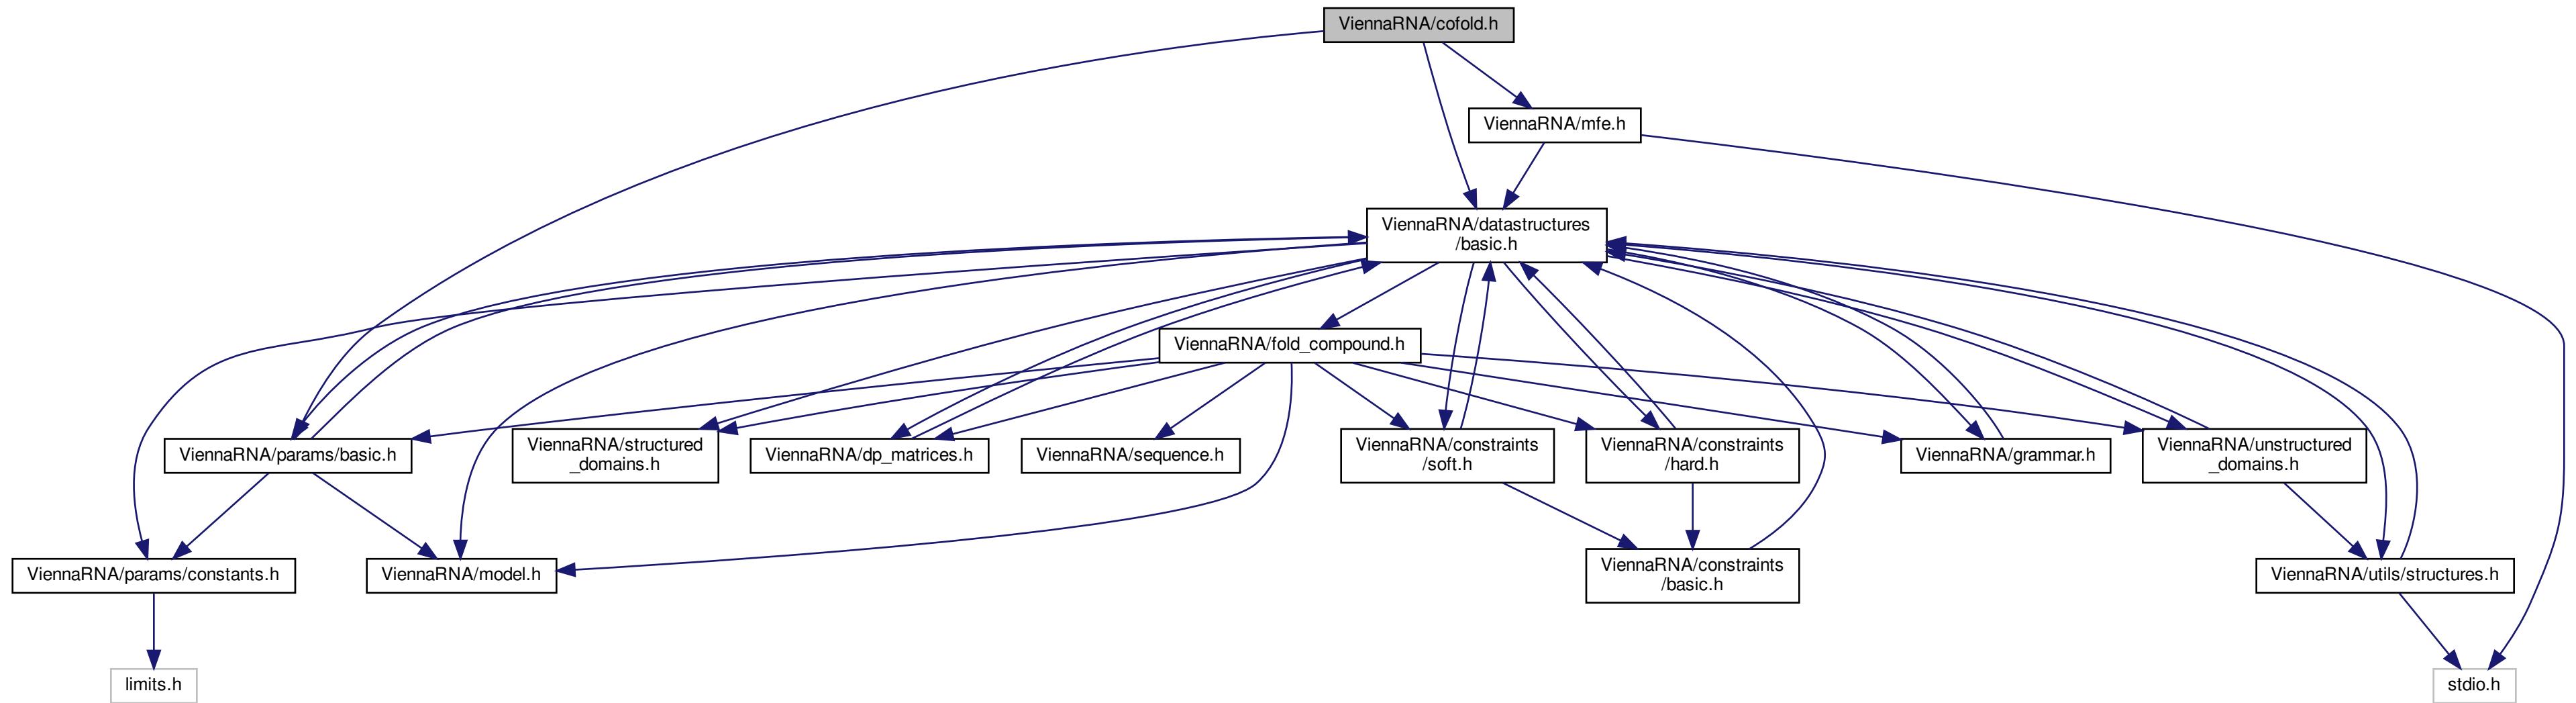 ViennaRNA/cofold.h
ViennaRNA/mfe.h
ViennaRNA/datastructures
/basic.h
ViennaRNA/fold_compound.h
ViennaRNA/params/basic.h
ViennaRNA/structured
_domains.h
ViennaRNA/dp_matrices.h
ViennaRNA/sequence.h
ViennaRNA/constraints
/soft.h
ViennaRNA/constraints
/hard.h
ViennaRNA/grammar.h
ViennaRNA/unstructured
_domains.h
ViennaRNA/params/constants.h
ViennaRNA/model.h
ViennaRNA/constraints
/basic.h
ViennaRNA/utils/structures.h
limits.h
stdio.h